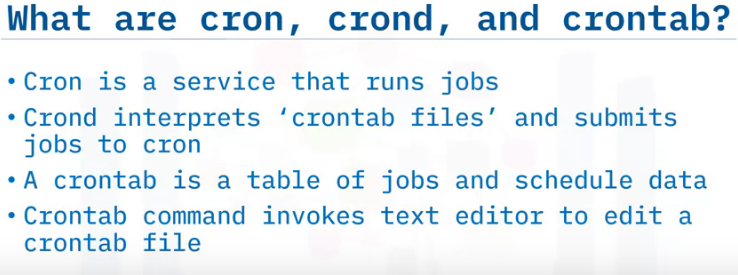 What are cron, crond, and crontab?
• Cron is a service that runs jobs
• Crond interprets ‘crontab files’ and submits
jobs to cron
• A crontab is a table of jobs and schedule data
• Crontab command invokes text editor to edit a
crontab file